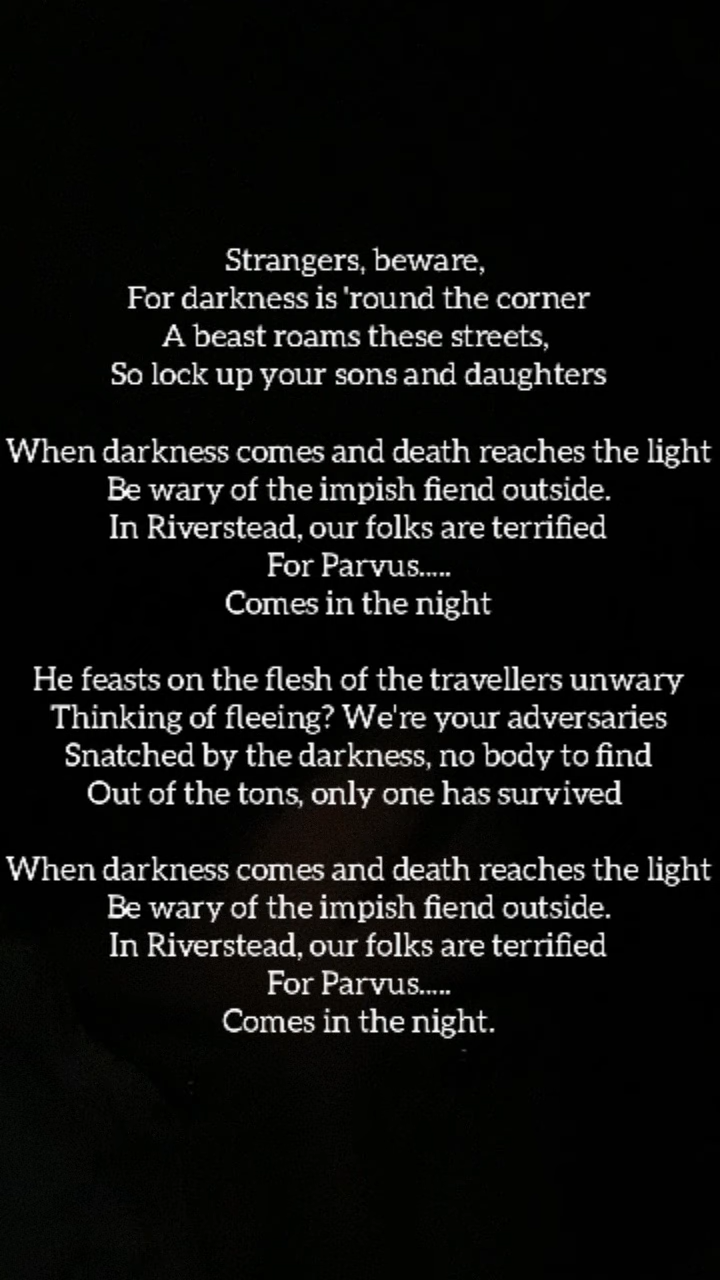 Strangers, beware,
For darkness is 'round the corner
A beast roams these streets,
So lock up your sons and daughters
When darkness comes and death reaches the light
Be wary of the impish fiend outside.
In Riverstead, our folks are terrified
For Parvus.....
Comes in the night
He feasts on the flesh of the travellers unwary
Thinking of fleeing? We're your adversaries
Snatched by the darkness, no body to find
Out of the tons, only one has survived
When darkness comes and death reaches the light
Be wary of the impish fiend outside.
In Riverstead, our folks are terrified
For Parvus.....
Comes in the night.